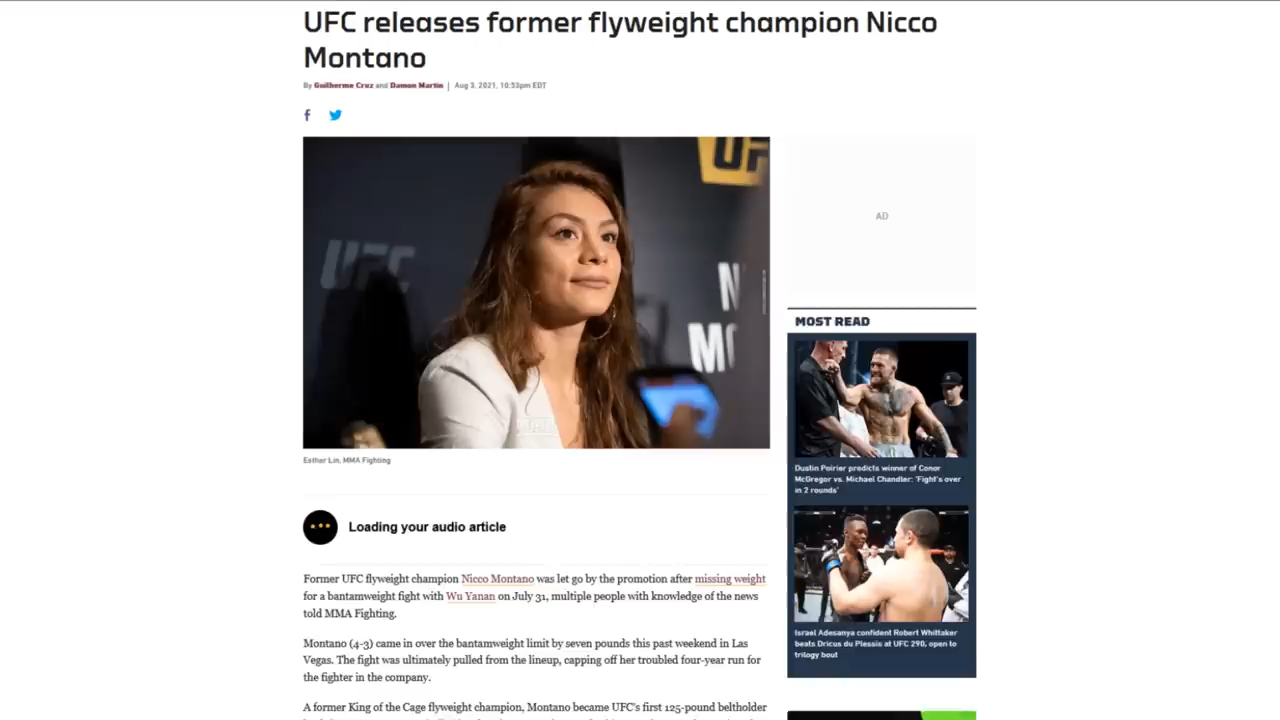 UFC releases former flyweight champion Nicco
Montano
By Guilherme Cruz and Damon Martin | Aug 3, 2021, 10:53pm EDT
UF
UFC
N
MO
AD
Esther Lin, MMA Fighting
MOST READ
Dustin Poirier predicts winner of Conor
McGregor vs. Michael Chandler: 'Fight's over
in 2 rounds'
Israel Adesanya confident Robert Whittaker
beats Dricus du Plessis at UFC 290, open to
trilogy bout
Loading your audio article
Former UFC flyweight champion Nicco Montano was let go by the promotion after missing weight
for a bantamweight fight with Wu Yanan on July 31, multiple people with knowledge of the news
told MMA Fighting.
Montano (4-3) came in over the bantamweight limit by seven pounds this past weekend in Las
Vegas. The fight was ultimately pulled from the lineup, capping off her troubled four-year run for
the fighter in the company.
A former King of the Cage flyweight champion, Montano became UFC's first 125-pound beltholder